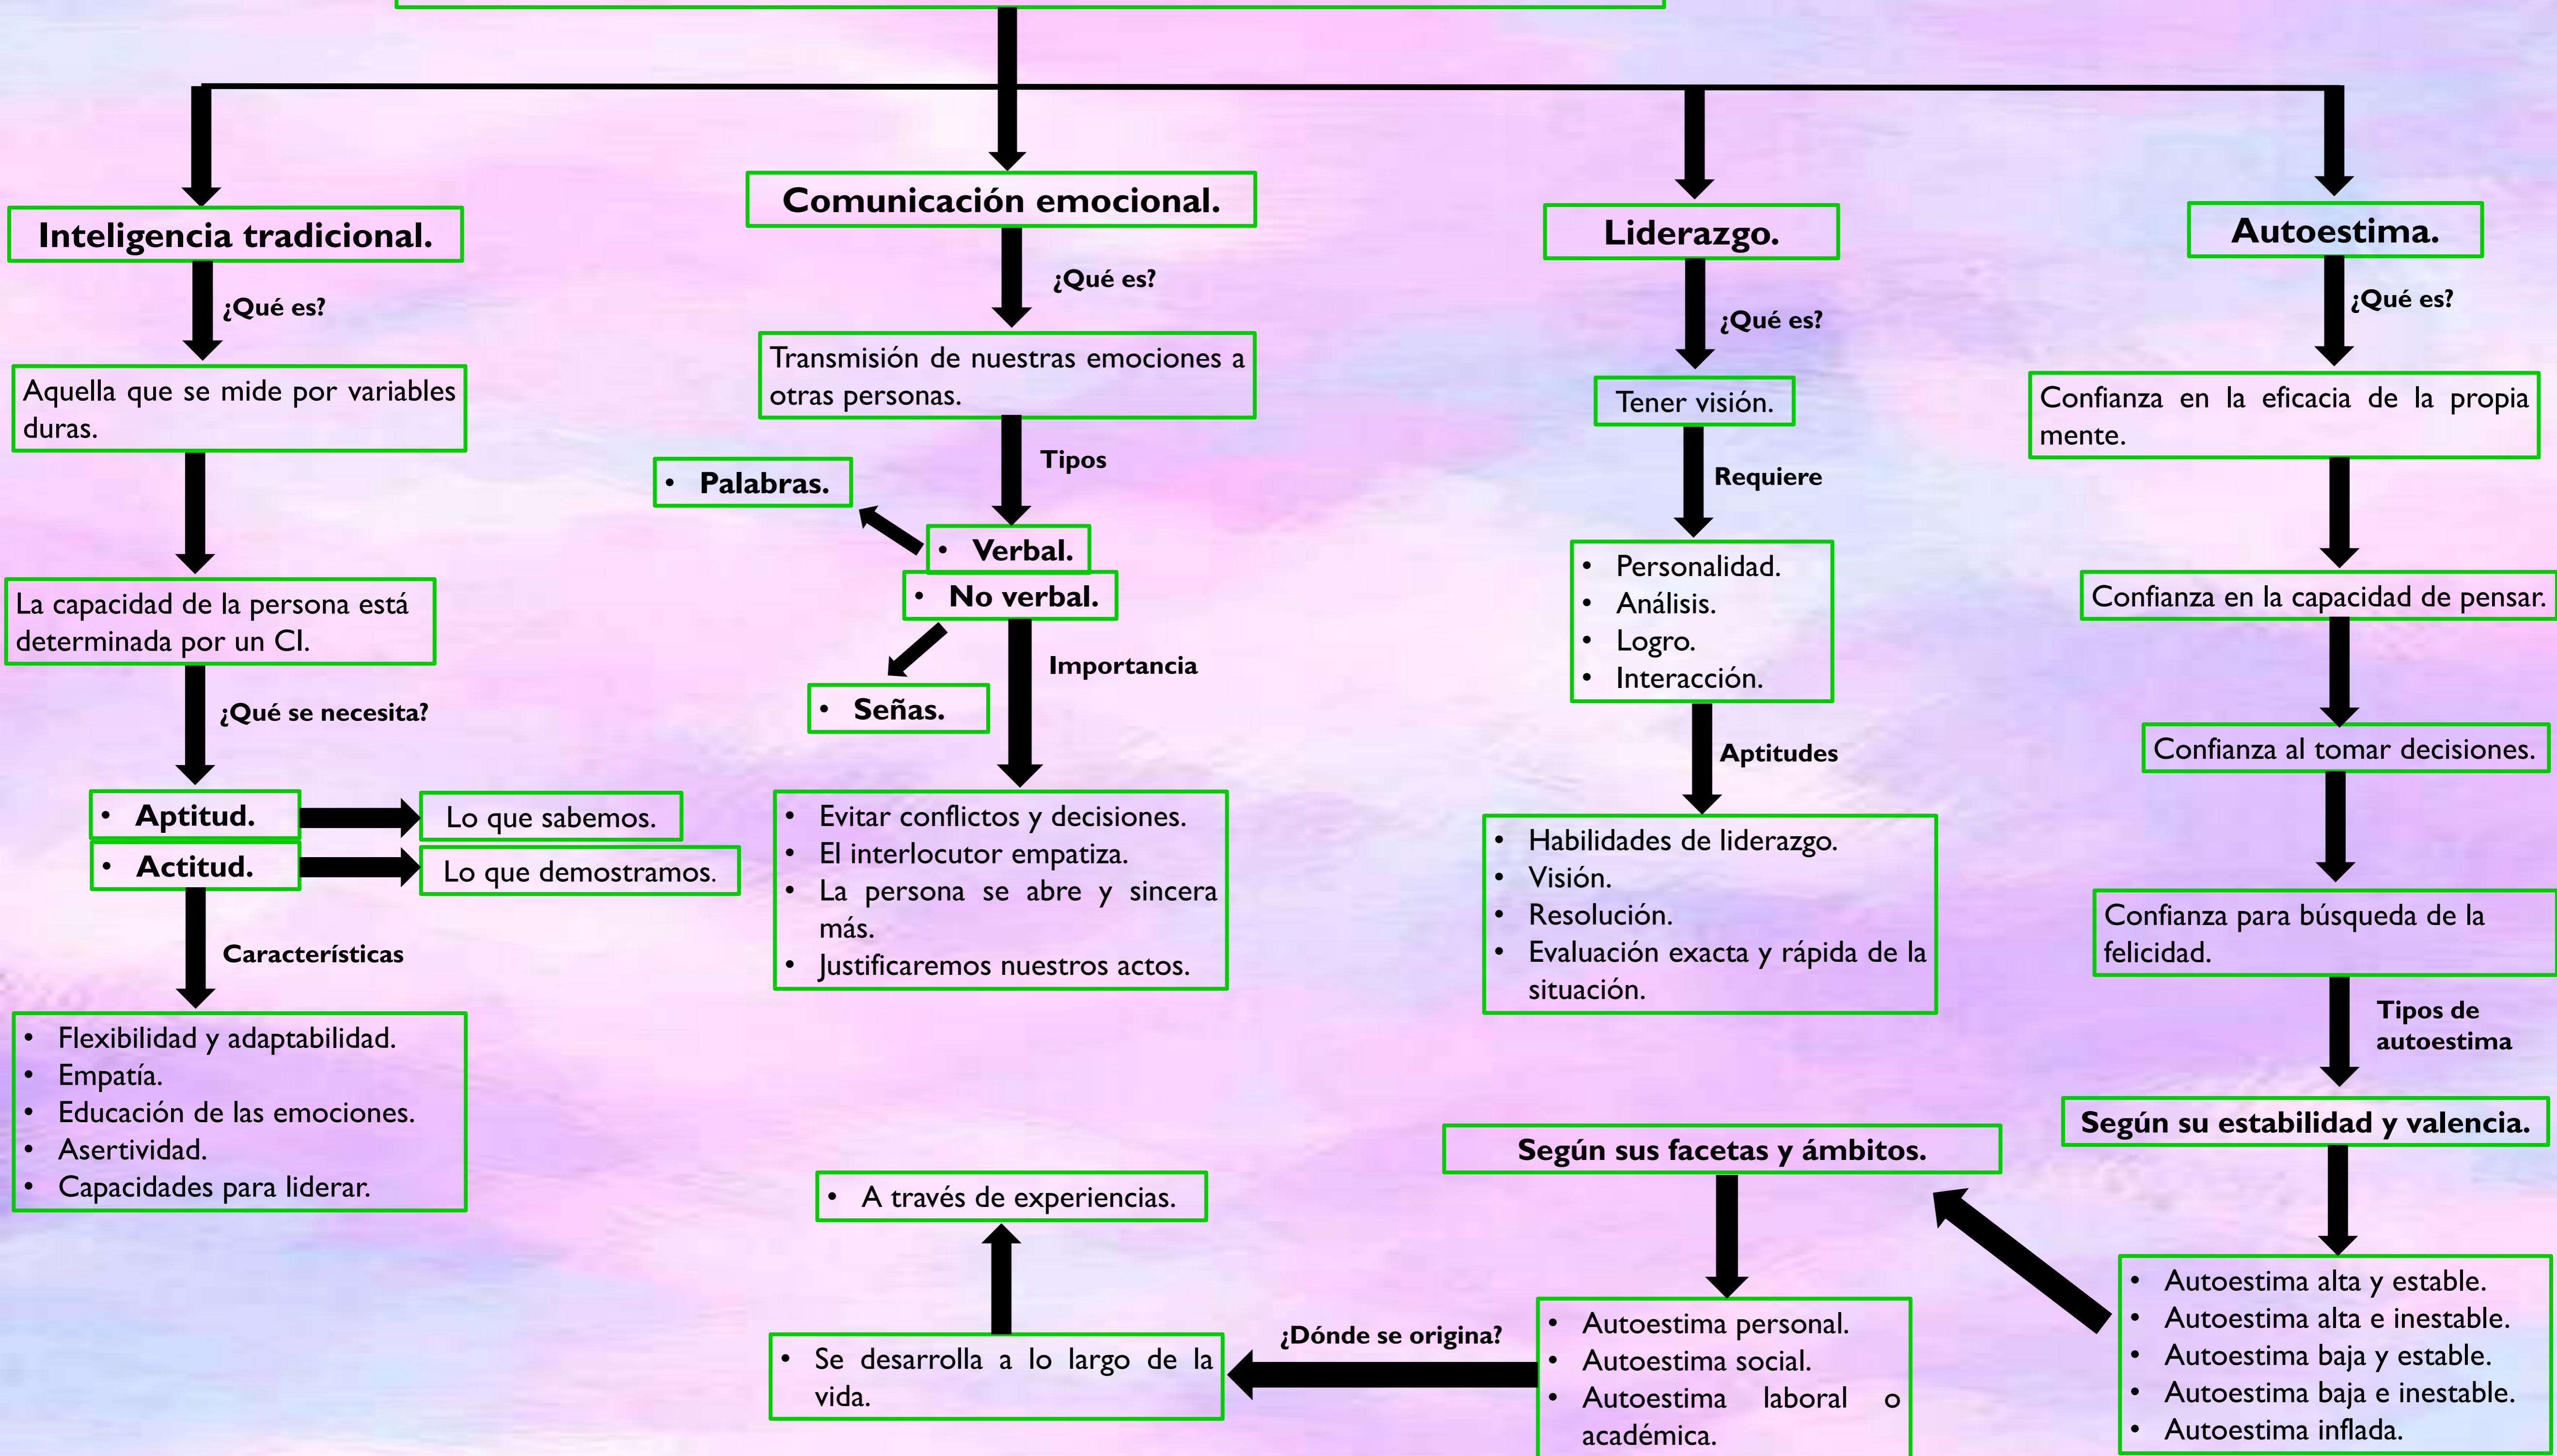 Inteligencia tradicional.
¿Qué es?
Aquella que se mide por variables
duras.
La capacidad de la persona está
determinada por un CI.
¿Qué se necesita?
• Aptitud.
Lo que sabemos.
• Actitud.
Lo que demostramos.
Características
• Flexibilidad y adaptabilidad.
• Empatía.
• Educación de las emociones.
• Asertividad.
• Capacidades para liderar.
Comunicación emocional.
¿Qué es?
Transmisión de nuestras emociones a
otras personas.
Tipos
• Palabras.
• Verbal.
• No verbal.
• Señas.
Importancia
• Evitar conflictos y decisiones.
• El interlocutor empatiza.
• La persona se abre y sincera
más.
• Justificaremos nuestros actos.
Liderazgo.
¿Qué es?
Tener visión.
Requiere
• Personalidad.
• Análisis.
• Logro.
• Interacción.
Aptitudes
• Habilidades de liderazgo.
• Visión.
• Resolución.
• Evaluación exacta y rápida de la
situación.
Autoestima.
¿Qué es?
Confianza en la eficacia de la propia
mente.
Confianza en la capacidad de pensar.
Confianza al tomar decisiones.
Confianza para búsqueda de la
felicidad.
Tipos de
autoestima
Según su estabilidad y valencia.
• Autoestima alta y estable.
• Autoestima alta e inestable.
• Autoestima baja y estable.
• Autoestima baja e inestable.
• Autoestima inflada.
Según sus facetas y ámbitos.
• Autoestima personal.
• Autoestima social.
• Autoestima laboral o
académica.
¿Dónde se origina?
• Se desarrolla a lo largo de la
vida.
• A través de experiencias.